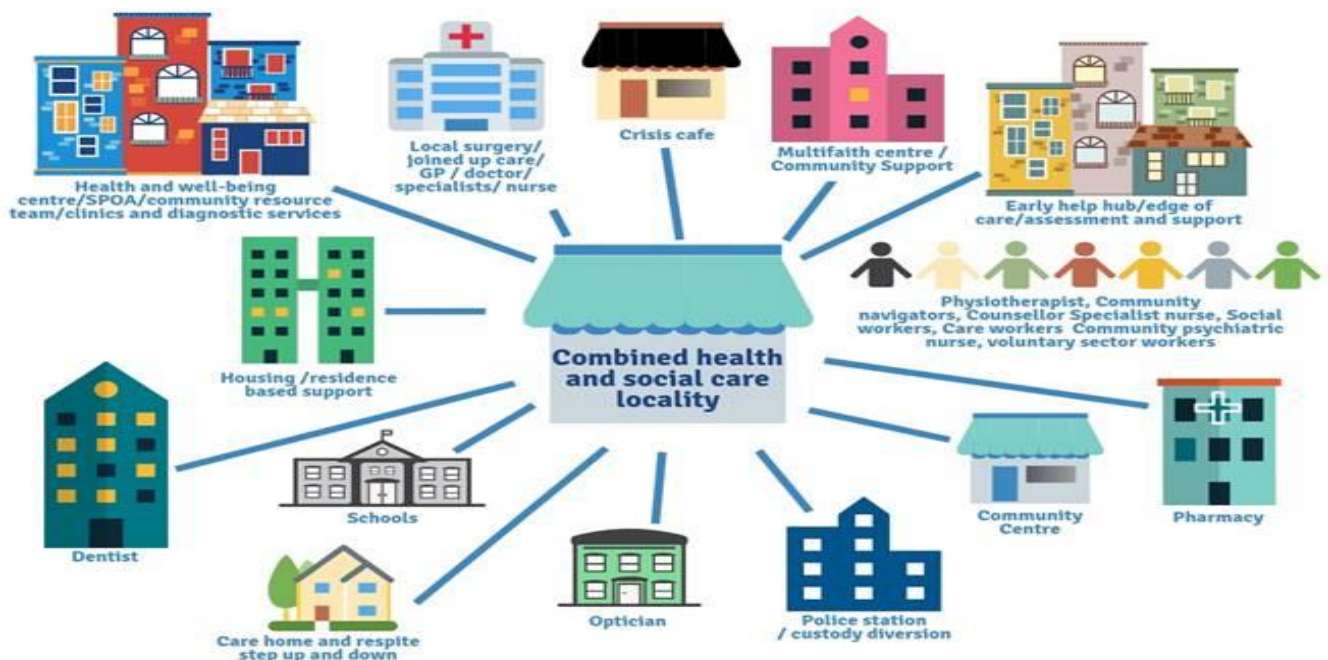 Health and well-being
centre/SPOA/community resource
team/clinics and diagnostic services
Local surgery/
joined up care/
GP / doctor/
specialists/ nurse
Crisis cafe
Multifaith centre /
Community Support
Early help hub/edge of
care/assessment and support
Physiotherapist, Community
navigators, Counsellor Specialist nurse, Social
workers, Care workers Community psychiatric
nurse, voluntary sector workers
Housing /residence
based support
Combined health
and social care
locality
Dentist
Schools
Care home and respite
step up and down
Optician
Police station
/ custody diversion
Community
Centre
Pharmacy